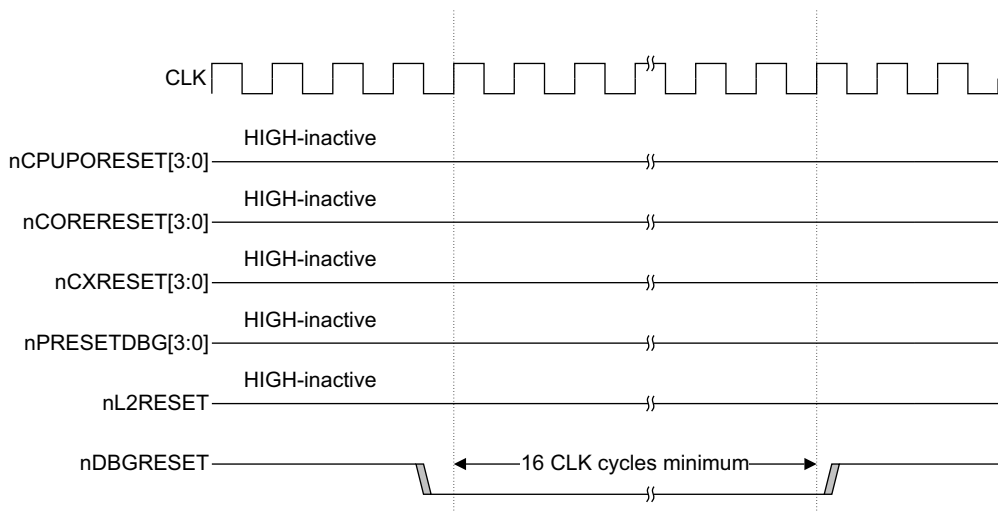 CLK
HIGH-inactive
nCPUPORESET[3:0]
HIGH-inactive
nCORERESET[3:0]
HIGH-inactive
nCXRESET[3:0]
HIGH-inactive
nPRESETDBG[3:0]
HIGH-inactive
nL2RESET
nDBGRESET
16 CLK cycles minimum